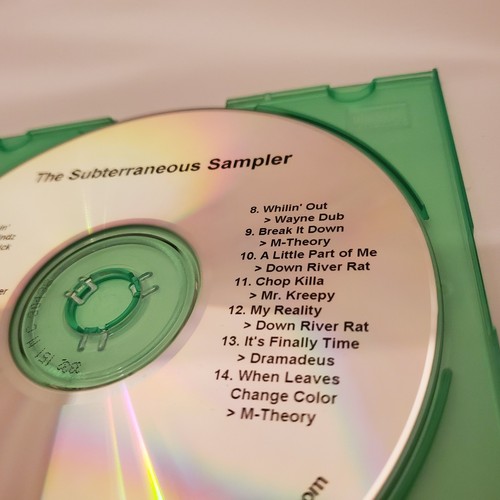 The Subterraneous Sampler
8. Whilin' Out
> Wayne Dub
9. Break It Down
> M-Theory
10. A Little Part of Me
> Down River Rat
11. Chop Killa
> Mr. Kreepy
12. My Reality
> Down River Rat
13. It's Finally Time
> Dramadeus
14. When Leaves
Change Color
> M-Theory
om